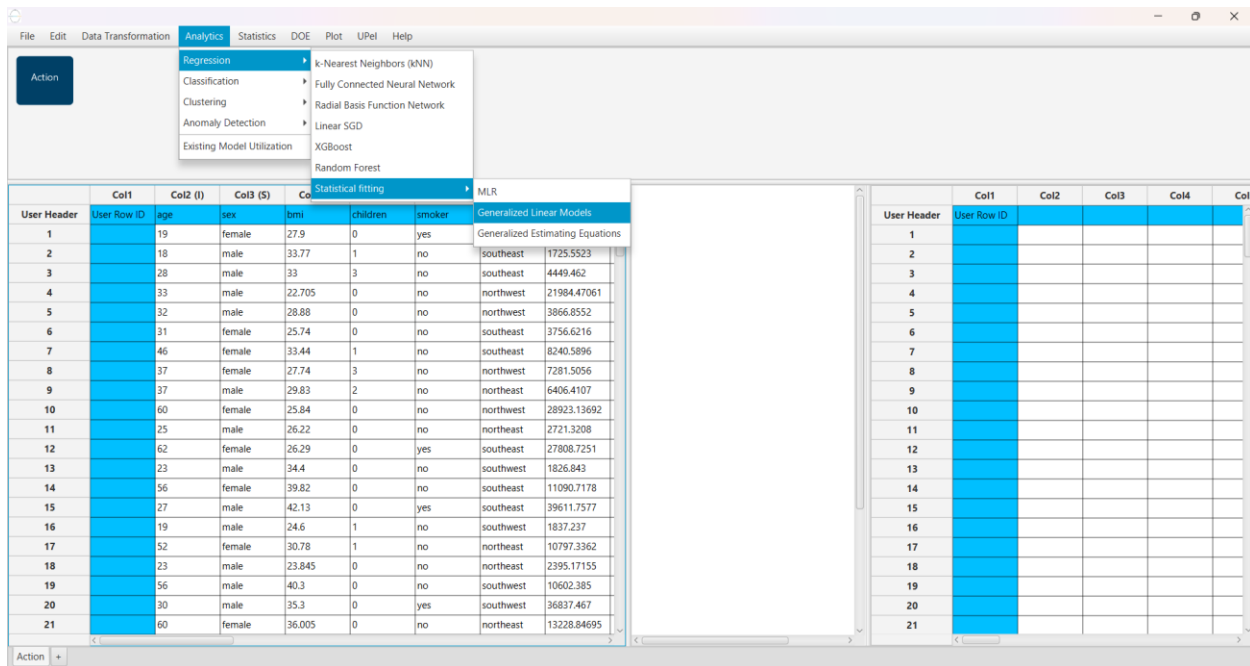 File Edit Data Transformation Analytics Statistics DOE Plot UPel Help
Action
Regression
Classification
Clustering
Anomaly Detection
Existing Model Utilization
k-Nearest Neighbors (kNN)
Fully Connected Neural Network
Radial Basis Function Network
Linear SGD
XGBoost
Random Forest
Statistical fitting
MLR
Generalized Linear Models
Generalized Estimating Equations
Col1 Col2 (I) Col3 (S) Co
User Header User Row ID age sex bmi children smoker
1 19 female 27.9 0 yes
2 18 male 33.77 1 no southeast 1725.5523
3 28 male 33 3 no southeast 4449.462
4 33 male 22.705 0 no northwest 21984.47061
5 32 male 28.88 0 no northwest 3866.8552
6 31 female 25.74 0 no southeast 3756.6216
7 46 female 33.44 1 no southeast 8240.5896
8 37 female 27.74 3 no northwest 7281.5056
9 37 male 29.83 2 no northeast 6406.4107
10 60 female 25.84 0 no northwest 28923.13692
11 25 male 26.22 0 no northeast 2721.3208
12 62 female 26.29 0 yes southeast 27808.7251
13 23 male 34.4 0 no southwest 1826.843
14 56 female 39.82 0 no southeast 11090.7178
15 27 male 42.13 0 yes southeast 39611.7577
16 19 male 24.6 1 no southwest 1837.237
17 52 female 30.78 1 no northeast 10797.3362
18 23 male 23.845 0 no northeast 2395.17155
19 56 male 40.3 0 no southwest 10602.385
20 30 male 35.3 0 yes southwest 36837.467
21 60 female 36.005 0 no northeast 13228.84695
Col1 Col2 Col3 Col4 Col
User Header User Row ID
1
2
3
4
5
6
7
8
9
10
11
12
13
14
15
16
17
18
19
20
21
Action +